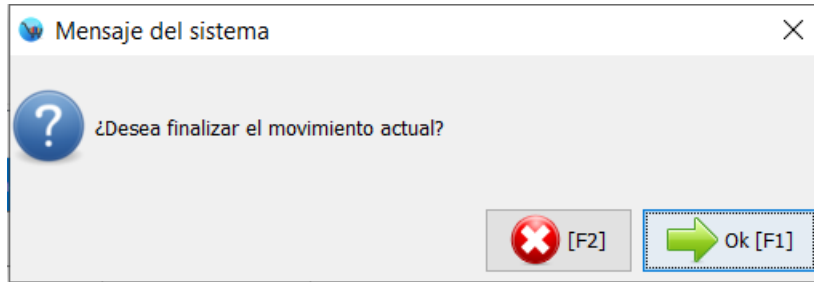 Mensaje del sistema
¿Desea finalizar el movimiento actual?
[F2]
Ok [F1]